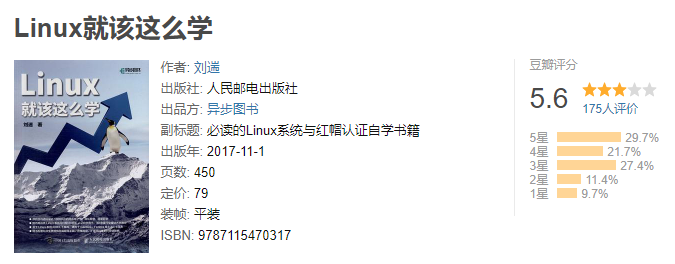 Linux就该这么学
Linux
就该这么学
刘遄 著
作者: 刘遄
出版社: 人民邮电出版社
出品方: 异步图书
副标题: 必读的Linux系统与红帽认证自学书籍
出版年: 2017-11-1
页数: 450
定价: 79
装帧: 平装
ISBN: 9787115470317
豆瓣评分
5.6
175人评价
5星 29.7%
4星 21.7%
3星 27.4%
2星 11.4%
1星 9.7%